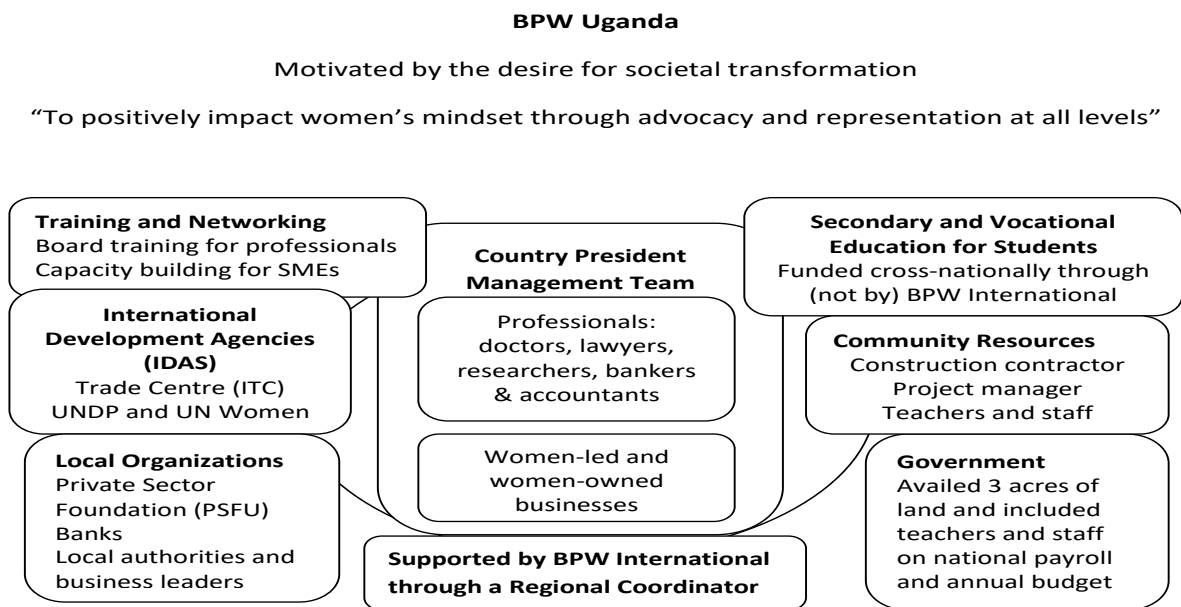 BPW Uganda
Motivated by the desire for societal transformation
“To positively impact women’s mindset through advocacy and representation at all levels”
Training and Networking
Board training for professionals
Capacity building for SMEs
International
Development Agencies
(IDAS)
Trade Centre (ITC)
UNDP and UN Women
Local Organizations
Private Sector
Foundation (PSFU)
Banks
Local authorities and
business leaders
Country President
Management Team
Professionals:
doctors, lawyers,
researchers, bankers
& accountants
Women-led and
women-owned
businesses
Supported by BPW International
through a Regional Coordinator
Secondary and Vocational
Education for Students
Funded cross-nationally through
(not by) BPW International
Community Resources
Construction contractor
Project manager
Teachers and staff
Government
Availed 3 acres of
land and included
teachers and staff
on national payroll
and annual budget